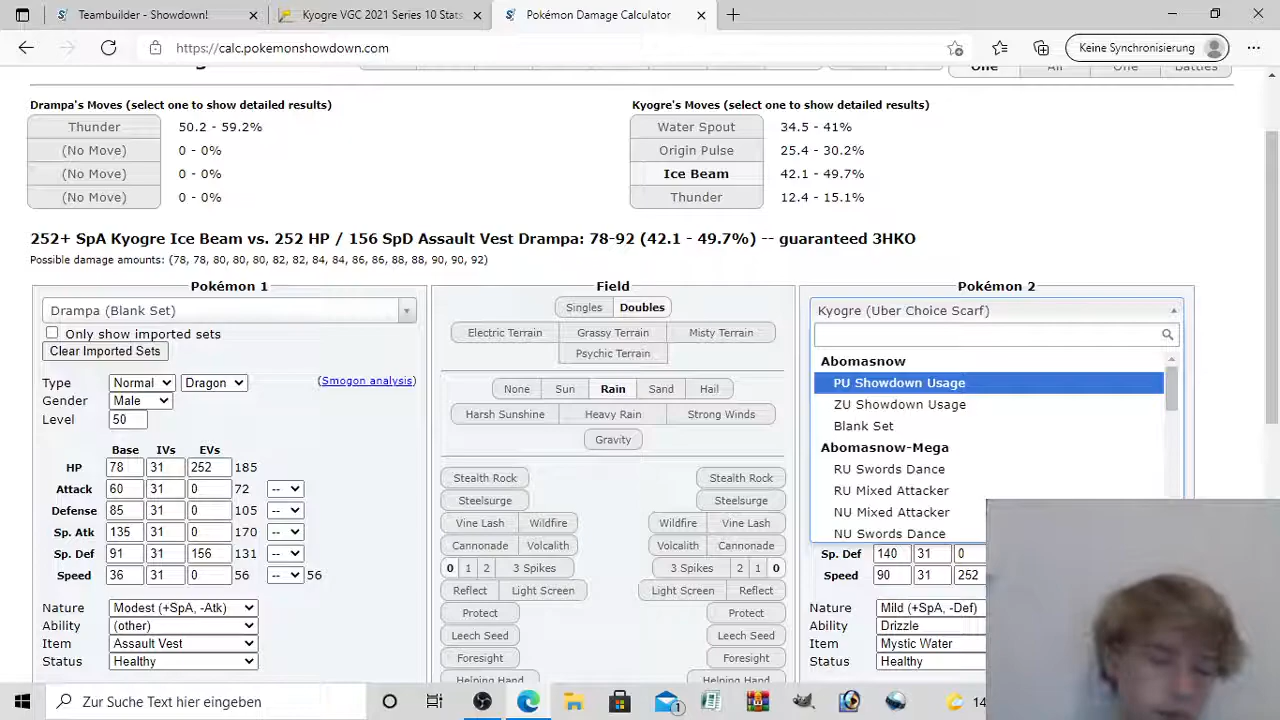 Teambuilder - Showdown!
Kyogre VGC 2021 Series 10 Stats
Pokémon Damage Calculator
https://calc.pokemonshowdown.com
Keine Synchronisierung
One All One Battles
Drampa's Moves (select one to show detailed results)
Thunder 50.2 - 59.2%
(No Move) 0 - 0%
(No Move) 0 - 0%
(No Move) 0 - 0%
Kyogre's Moves (select one to show detailed results)
Water Spout 34.5 - 41%
Origin Pulse 25.4 - 30.2%
Ice Beam 42.1 - 49.7%
Thunder 12.4 - 15.1%
252+ SpA Kyogre Ice Beam vs. 252 HP / 156 SpD Assault Vest Drampa: 78-92 (42.1 - 49.7%) -- guaranteed 3HKO
Possible damage amounts: (78, 78, 80, 80, 80, 82, 82, 84, 84, 86, 86, 88, 88, 90, 90, 92)
Pokémon 1
Drampa (Blank Set)
Only show imported sets
Clear Imported Sets
Type Normal Dragon (Smogon analysis)
Gender Male
Level 50
Base IVs EVs
HP 78 31 252 185
Attack 60 31 0 72 --
Defense 85 31 0 105 --
Sp. Atk 135 31 0 170 --
Sp. Def 91 31 156 131 --
Speed 36 31 0 56 -- 56
Nature Modest (+SpA, -Atk)
Ability (other)
Item Assault Vest
Status Healthy
Field
Singles Doubles
Electric Terrain Grassy Terrain Misty Terrain
Psychic Terrain
None Sun Rain Sand Hail
Harsh Sunshine Heavy Rain Strong Winds
Gravity
Stealth Rock Stealth Rock
Steelsurge Steelsurge
Vine Lash Wildfire Wildfire Vine Lash
Cannonade Volcalith Volcalith Cannonade
0 1 2 3 Spikes 3 Spikes 2 1 0
Reflect Light Screen Light Screen Reflect
Protect Protect
Leech Seed Leech Seed
Foresight Foresight
Helping Hand Helping Hand
Pokémon 2
Kyogre (Uber Choice Scarf)
Abomasnow
PU Showdown Usage
ZU Showdown Usage
Blank Set
Abomasnow-Mega
RU Swords Dance
RU Mixed Attacker
NU Mixed Attacker
NU Swords Dance
Sp. Def 140 31 0
Speed 90 31 252
Nature Mild (+SpA, -Def)
Ability Drizzle
Item Mystic Water
Status Healthy
Zur Suche Text hier eingeben
1
14